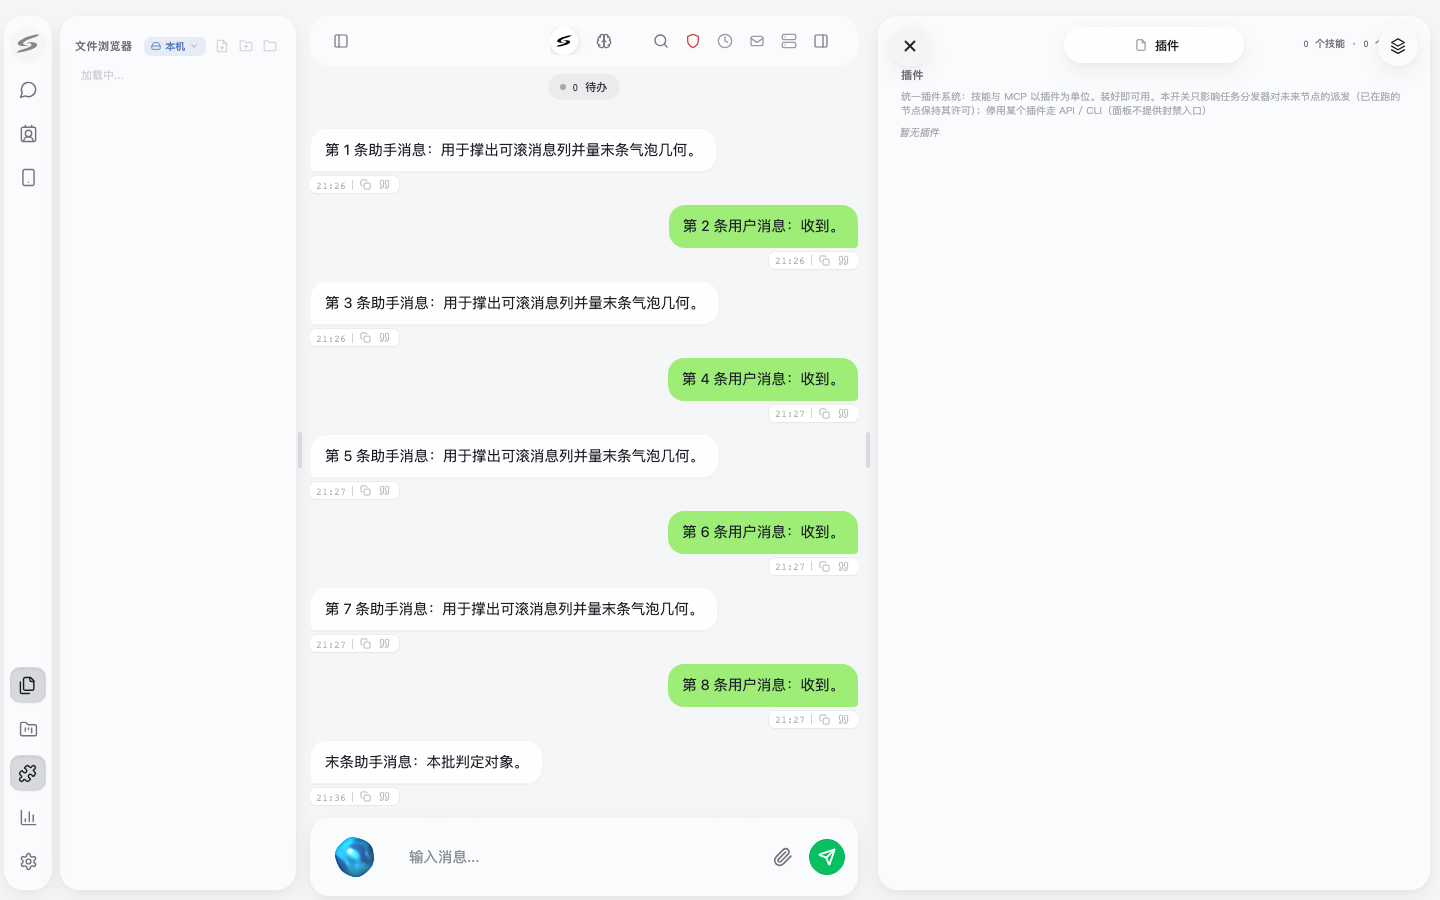 文件浏览器
本机
加载中...
0 待办
第 1 条助手消息：用于撑出可滚消息列并量末条气泡几何。
21:26
第 2 条用户消息：收到。
21:26
第 3 条助手消息：用于撑出可滚消息列并量末条气泡几何。
21:26
第 4 条用户消息：收到。
21:27
第 5 条助手消息：用于撑出可滚消息列并量末条气泡几何。
21:27
第 6 条用户消息：收到。
21:27
第 7 条助手消息：用于撑出可滚消息列并量末条气泡几何。
21:27
第 8 条用户消息：收到。
21:27
末条助手消息：本批判定对象。
21:36
输入消息...
插件
0 个技能 · 0
插件
统一插件系统：技能与 MCP 以插件为单位。装好即可用。本开关只影响任务分发器对未来节点的派发（已在跑的
节点保持其许可）；停用某个插件走 API / CLI（面板不提供封禁入口）
暂无插件